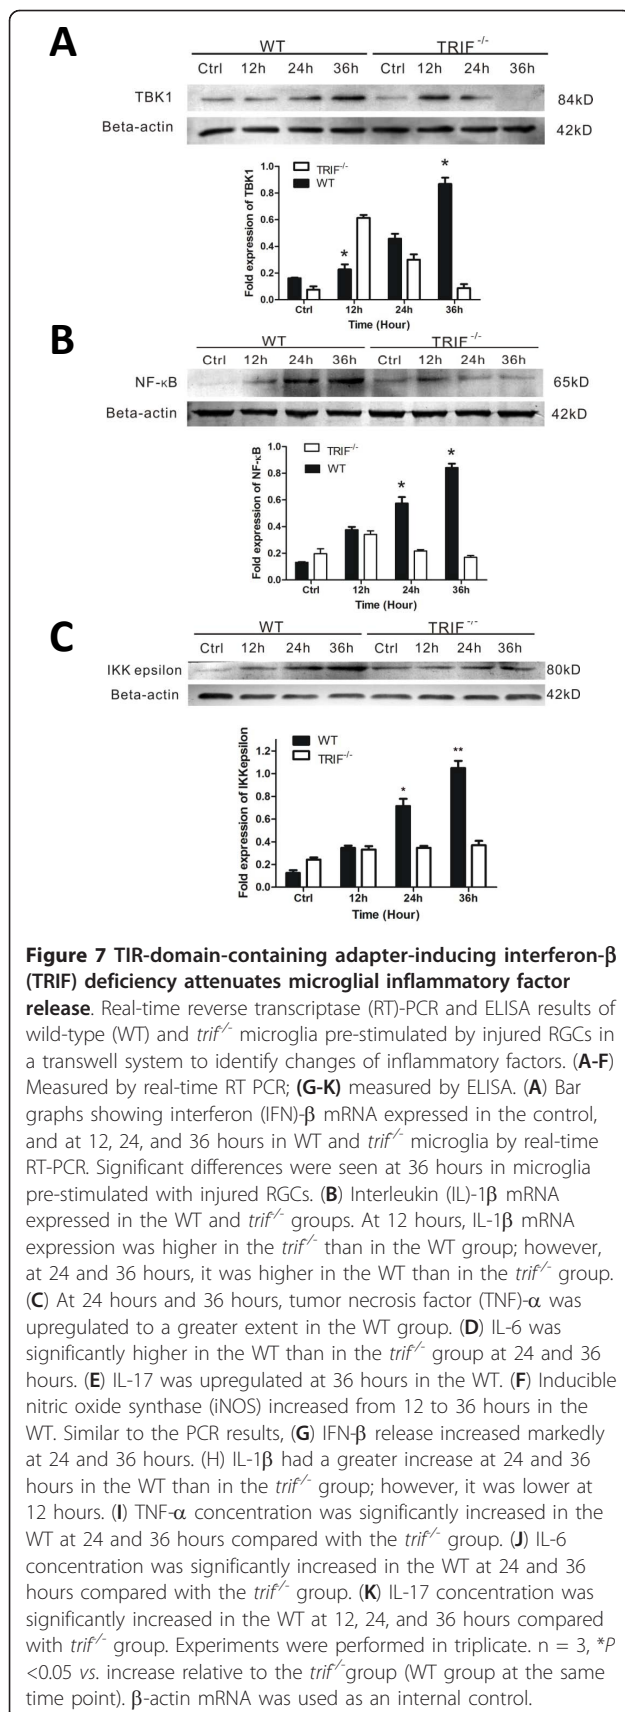 A
WT TRIF-/-
Ctrl 12h 24h 36h Ctrl 12h 24h 36h
TBK1 84kD
Beta-actin 42kD
Fold expression of TBK1
1.0
0.8
0.6
0.4
0.2
0.0
TRIF-/-
WT
*
*
Ctrl 12h 24h 36h
Time (Hour)
B
WT TRIF-/-
Ctrl 12h 24h 36h Ctrl 12h 24h 36h
NF-κB 65kD
Beta-actin 42kD
Fold expression of NF-κB
1.0
0.8
0.6
0.4
0.2
0.0
TRIF-/-
WT
*
*
Ctrl 12h 24h 36h
Time (Hour)
C
WT TRIF-/-
Ctrl 12h 24h 36h Ctrl 12h 24h 36h
IKK epsilon 80kD
Beta-actin 42kD
Fold expression of IKKepsilon
1.2
1.0
0.8
0.6
0.4
0.2
0.0
WT
TRIF-/-
*
**
Ctrl 12h 24h 36h
Time (Hour)
Figure 7 TIR-domain-containing adapter-inducing interferon-β
(TRIF) deficiency attenuates microglial inflammatory factor
release. Real-time reverse transcriptase (RT)-PCR and ELISA results of
wild-type (WT) and trif-/- microglia pre-stimulated by injured RGCs in
a transwell system to identify changes of inflammatory factors. (A-F)
Measured by real-time RT PCR; (G-K) measured by ELISA. (A) Bar
graphs showing interferon (IFN)-β mRNA expressed in the control,
and at 12, 24, and 36 hours in WT and trif-/- microglia by real-time
RT-PCR. Significant differences were seen at 36 hours in microglia
pre-stimulated with injured RGCs. (B) Interleukin (IL)-1β mRNA
expressed in the WT and trif-/- groups. At 12 hours, IL-1β mRNA
expression was higher in the trif-/- than in the WT group; however,
at 24 and 36 hours, it was higher in the WT than in the trif-/- group.
(C) At 24 hours and 36 hours, tumor necrosis factor (TNF)-α was
upregulated to a greater extent in the WT group. (D) IL-6 was
significantly higher in the WT than in the trif-/- group at 24 and 36
hours. (E) IL-17 was upregulated at 36 hours in the WT. (F) Inducible
nitric oxide synthase (iNOS) increased from 12 to 36 hours in the
WT. Similar to the PCR results, (G) IFN-β release increased markedly
at 24 and 36 hours. (H) IL-1β had a greater increase at 24 and 36
hours in the WT than in the trif-/- group; however, it was lower at
12 hours. (I) TNF-α concentration was significantly increased in the
WT at 24 and 36 hours compared with the trif-/- group. (J) IL-6
concentration was significantly increased in the WT at 24 and 36
hours compared with the trif-/- group. (K) IL-17 concentration was
significantly increased in the WT at 12, 24, and 36 hours compared
with trif-/- group. Experiments were performed in triplicate. n = 3, *P
<0.05 vs. increase relative to the trif-/-group (WT group at the same
time point). β-actin mRNA was used as an internal control.